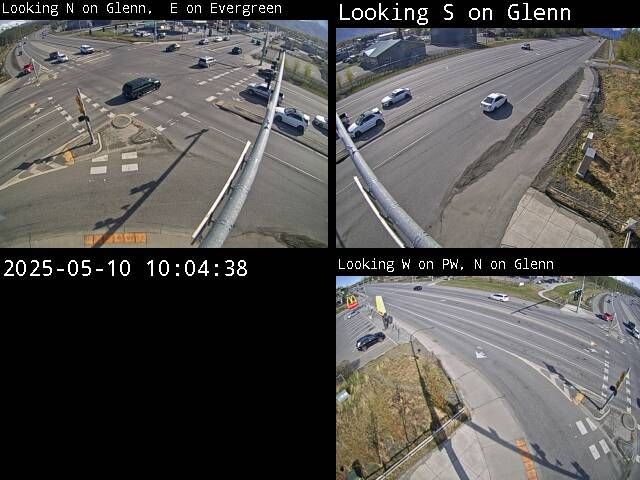 Looking N on Glenn,  E on Evergreen
Looking S on Glenn
2025-05-10 10:04:38
Looking W on PW, N on Glenn